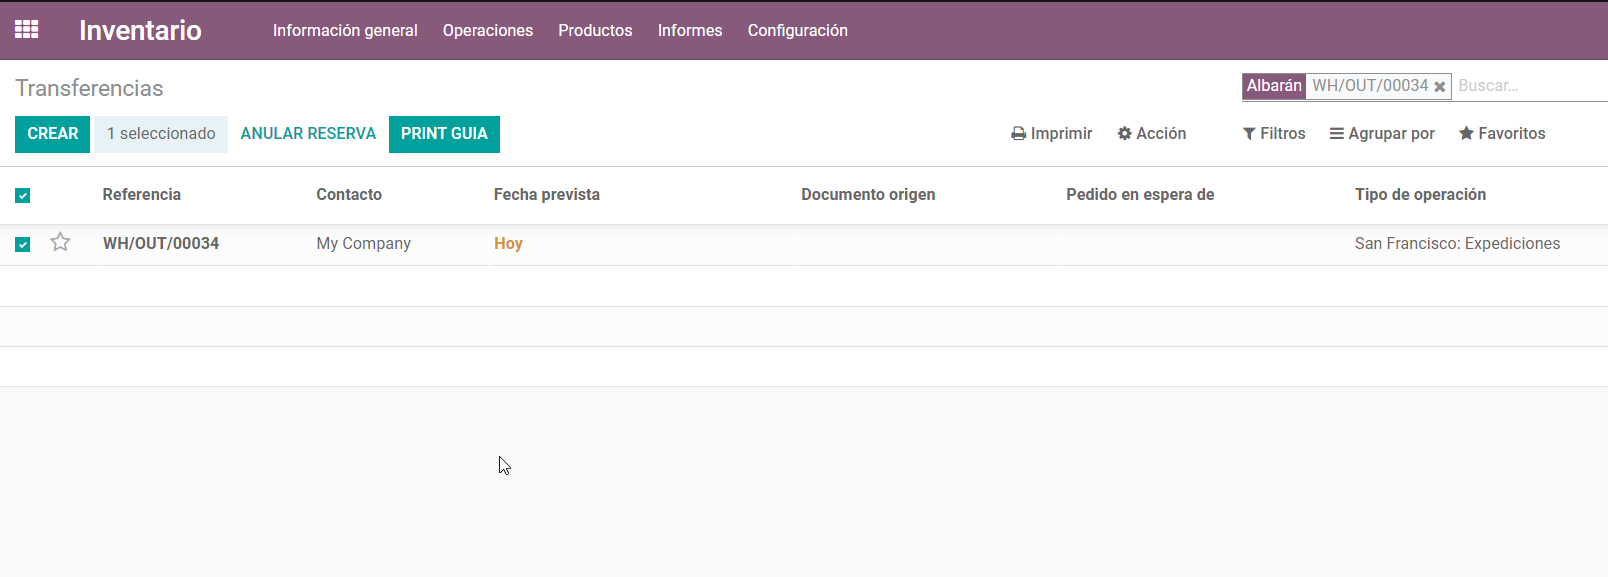 Inventario Información general Operaciones Productos Informes Configuración
Transferencias Albarán WH/OUT/00034 Buscar...
CREAR 1 seleccionado ANULAR RESERVA PRINT GUIA Imprimir Acción Filtros Agrupar por Favoritos
Referencia Contacto Fecha prevista Documento origen Pedido en espera de Tipo de operación
WH/OUT/00034 My Company Hoy San Francisco: Expediciones